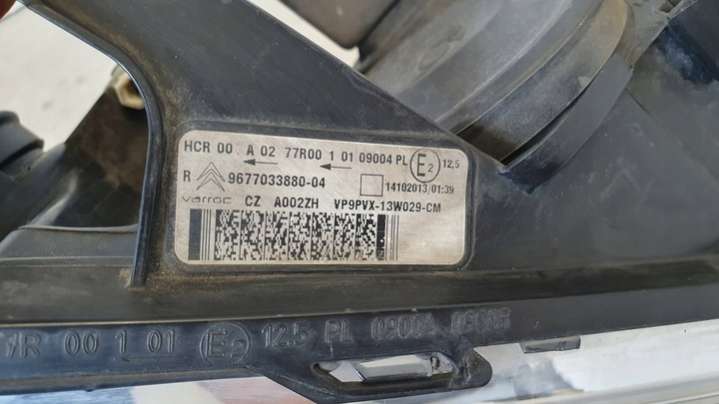 HCR 00 A 02 77R00 1 01 09004 PL E2 12,5
R 9677033880-04 14102013/01:39
varroc CZ A002ZH VP9PVX-13W029-CM
R 00 1 01 E2 12,5 PL 09004